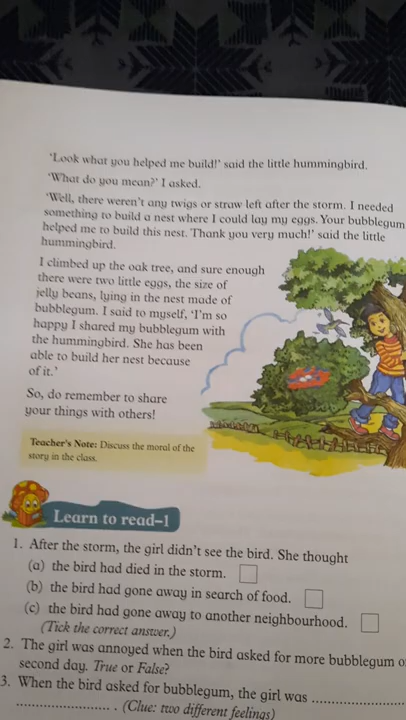 'Look what you helped me build!' said the little hummingbird.
'What do you mean?' I asked.
'Well, there weren't any twigs or straw left after the storm. I needed
something to build a nest where I could lay my eggs. Your bubblegum
helped me to build this nest. Thank you very much!' said the little
hummingbird.
I climbed up the oak tree, and sure enough
there were two little eggs, the size of
jelly beans, lying in the nest made of
bubblegum. I said to myself, 'I'm so
happy I shared my bubblegum with
the hummingbird. She has been
able to build her nest because
of it.'
So, do remember to share
your things with others!
Teacher's Note: Discuss the moral of the
story in the class.
Learn to read–1
1. After the storm, the girl didn't see the bird. She thought
(a) the bird had died in the storm.
(b) the bird had gone away in search of food.
(c) the bird had gone away to another neighbourhood.
(Tick the correct answer.)
2. The girl was annoyed when the bird asked for more bubblegum o
second day. True or False?
3. When the bird asked for bubblegum, the girl was ....................
..................... . (Clue: two different feelings)